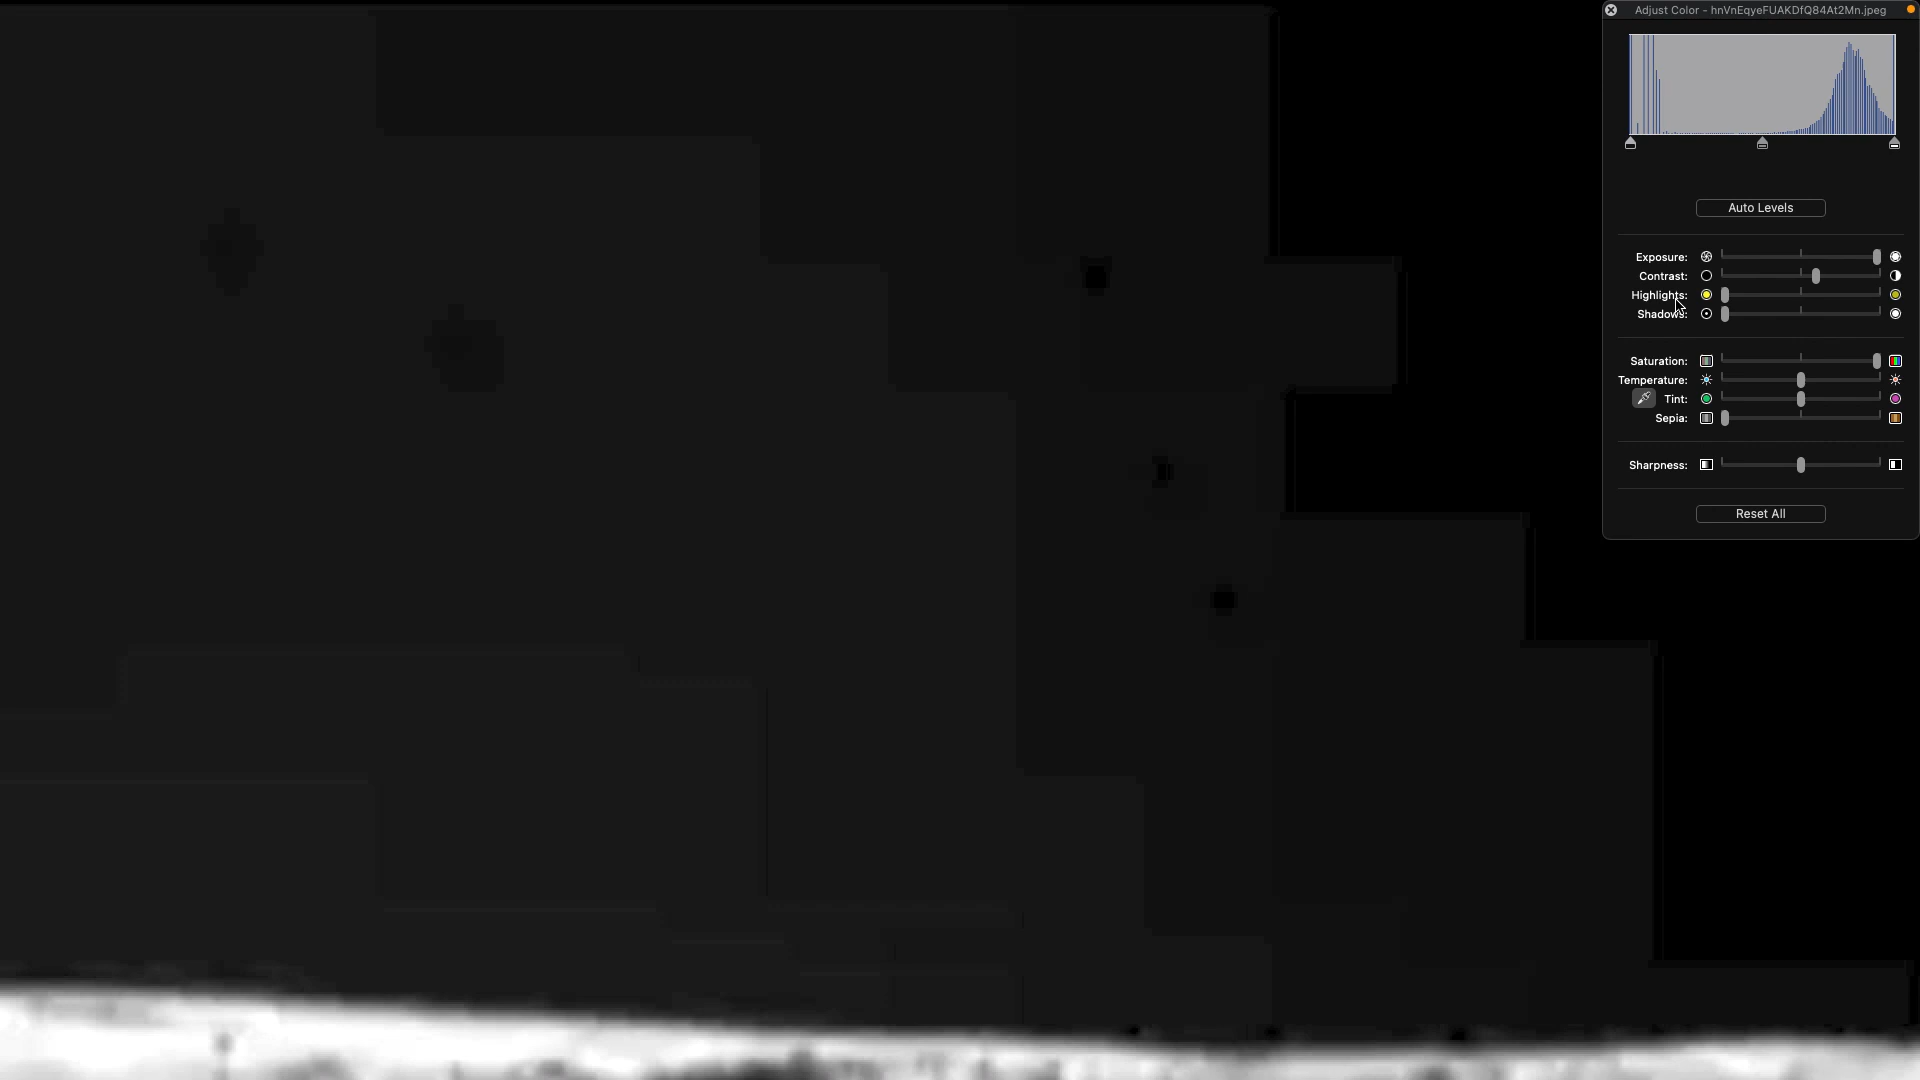 Adjust Color - hnVnEqyeFUAKDfQ84At2Mn.jpeg
Auto Levels
Exposure:
Contrast:
Highlights:
Shadows:
Saturation:
Temperature:
Tint:
Sepia:
Sharpness:
Reset All